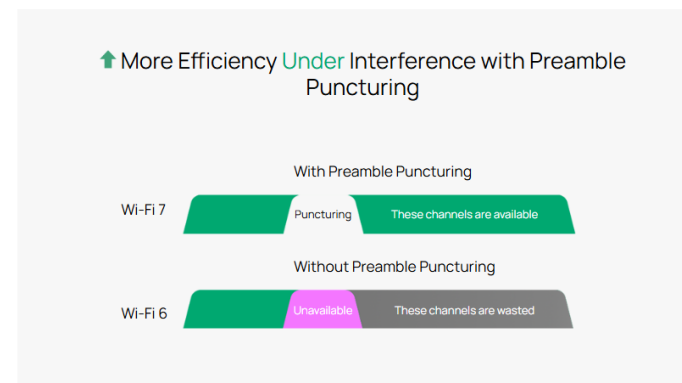 More Efficiency Under Interference with Preamble
Puncturing
With Preamble Puncturing
Wi-Fi 7
Puncturing
These channels are available
Without Preamble Puncturing
Wi-Fi 6
Unavailable
These channels are wasted